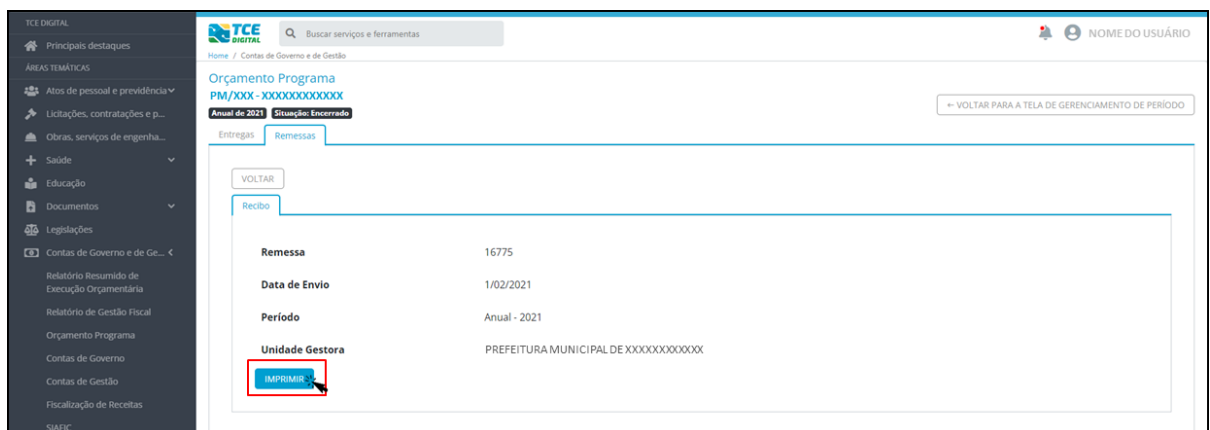 TCE DIGITAL
Principais destaques
ÁREAS TEMÁTICAS
Atos de pessoal e previdência
Licitações, contratações e p...
Obras, serviços de engenha...
Saúde
Educação
Documentos
Legislações
Contas de Governo e de Ge...
Relatório Resumido de
Execução Orçamentária
Relatório de Gestão Fiscal
Orçamento Programa
Contas de Governo
Contas de Gestão
Fiscalização de Receitas
SIAFIC
TCE
DIGITAL
Buscar serviços e ferramentas
NOME DO USUÁRIO
Home / Contas de Governo e de Gestão
Orçamento Programa
PM/XXX - XXXXXXXXXXXX
Anual de 2021 Situação: Encerrado
← VOLTAR PARA A TELA DE GERENCIAMENTO DE PERÍODO
Entregas Remessas
VOLTAR
Recibo
Remessa 16775
Data de Envio 1/02/2021
Período Anual - 2021
Unidade Gestora PREFEITURA MUNICIPAL DE XXXXXXXXXXXX
IMPRIMIR